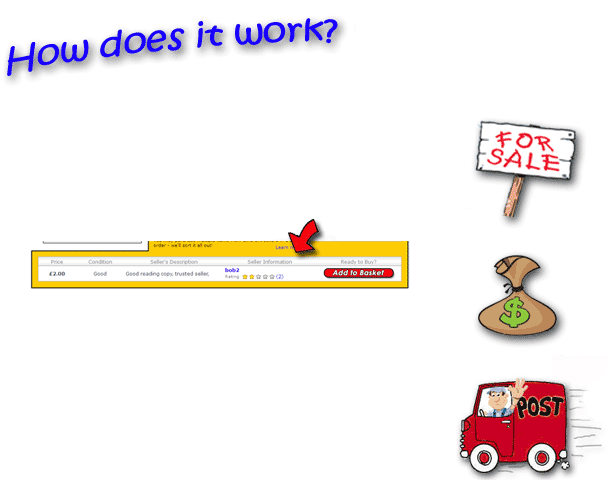 How does it work?
FOR
SALE
order - we'll sort it all out!
Learn
Price Condition Seller's Description Seller Information Ready to Buy?
£2.00 Good Good reading copy, trusted seller, bob2 Add to Basket
Rating (2)
$
POST